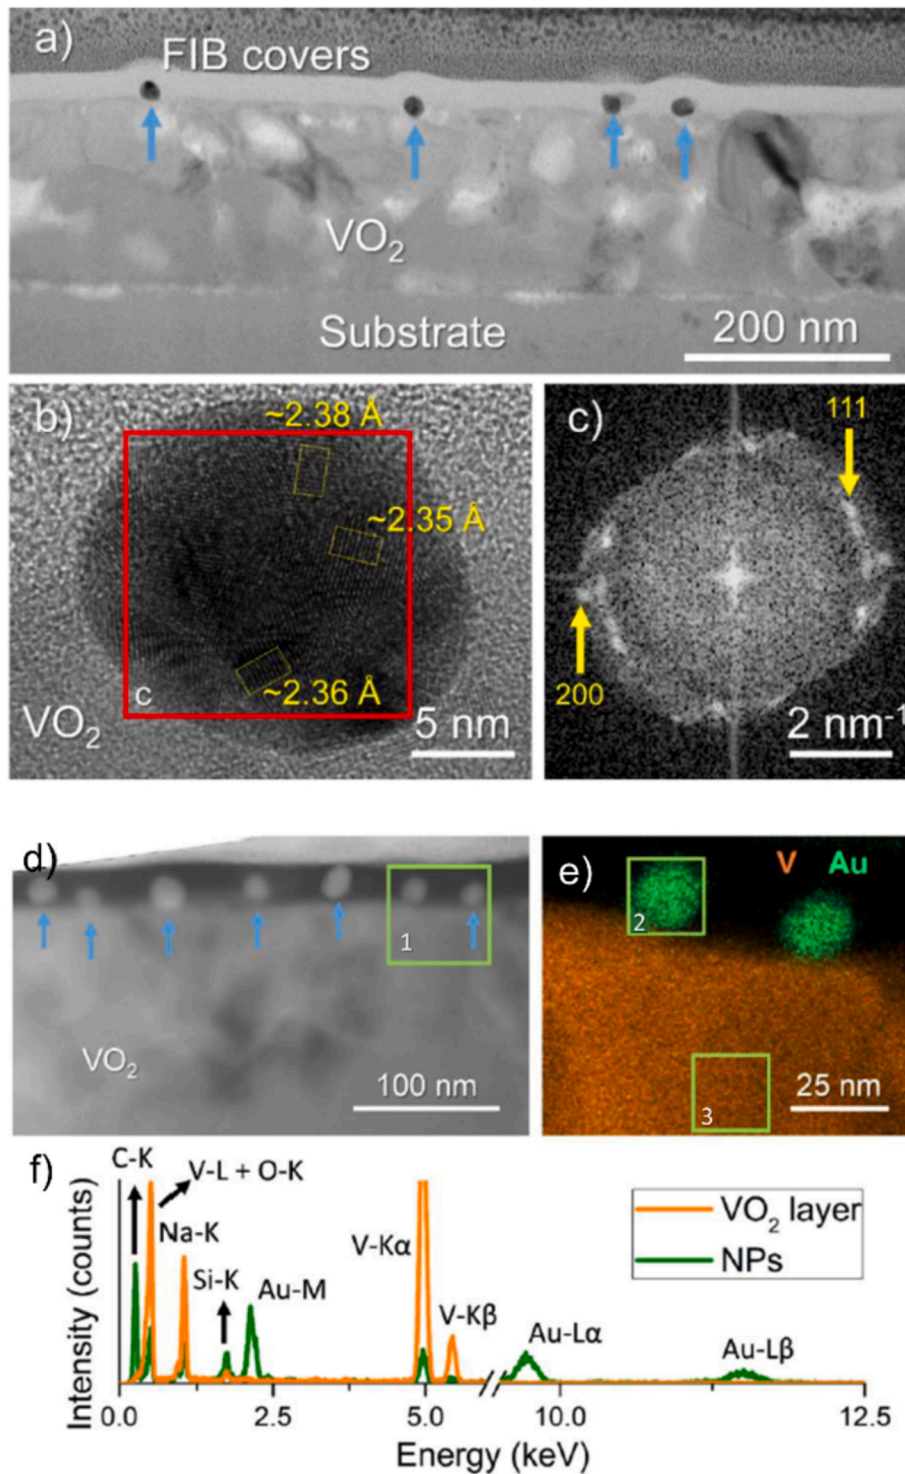 a)
FIB covers
VO₂
Substrate
200 nm
b)
~2.38 Å
~2.35 Å
~2.36 Å
c
VO₂
5 nm
c)
111
200
2 nm⁻¹
d)
1
VO₂
100 nm
e)
V Au
2
3
25 nm
f)
C-K
V-L + O-K
Na-K
Si-K
Au-M
V-Kα
V-Kβ
Au-Lα
Au-Lβ
VO₂ layer
NPs
Intensity (counts)
0.0 2.5 5.0 10.0 12.5
Energy (keV)